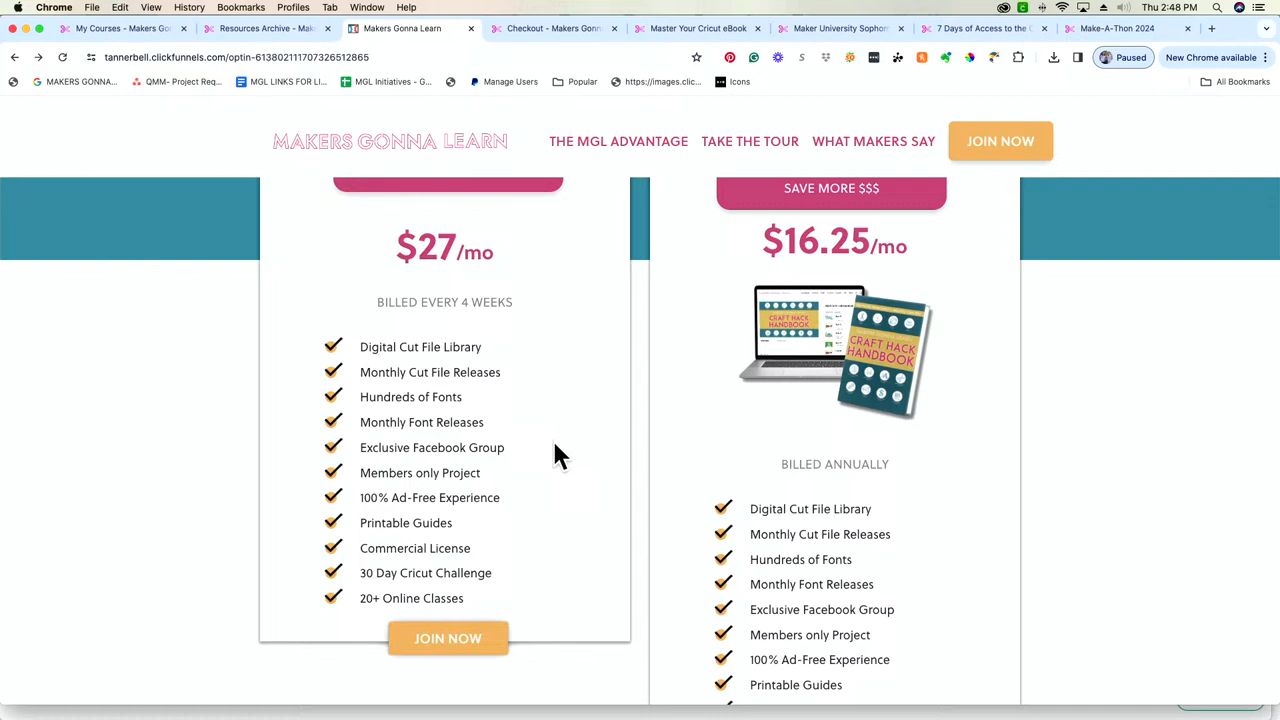 Chrome File Edit View History Bookmarks Profiles Tab Window Help
Thu 2:48 PM
My Courses - Makers Go
Resources Archive - Make
Makers Gonna Learn
Checkout - Makers Gonn
Master Your Cricut eBook
Maker University Sophom
7 Days of Access to the
Make-A-Thon 2024
tannerbell.clickfunnels.com/optin-613802111707326512865
Paused
New Chrome available
MAKERS GONNA...
MGL - Project Req...
MGL LINKS FOR LI...
MGL Initiatives - G...
Manage Users
Popular
https://images.clic...
Icons
All Bookmarks
MAKERS GONNA LEARN
THE MGL ADVANTAGE
TAKE THE TOUR
WHAT MAKERS SAY
JOIN NOW
$27/mo
BILLED EVERY 4 WEEKS
Digital Cut File Library
Monthly Cut File Releases
Hundreds of Fonts
Monthly Font Releases
Exclusive Facebook Group
Members only Project
100% Ad-Free Experience
Printable Guides
Commercial License
30 Day Cricut Challenge
20+ Online Classes
JOIN NOW
SAVE MORE $$$
$16.25/mo
CRAFT HACK
HANDBOOK
CRAFT HACK
HANDBOOK
BILLED ANNUALLY
Digital Cut File Library
Monthly Cut File Releases
Hundreds of Fonts
Monthly Font Releases
Exclusive Facebook Group
Members only Project
100% Ad-Free Experience
Printable Guides